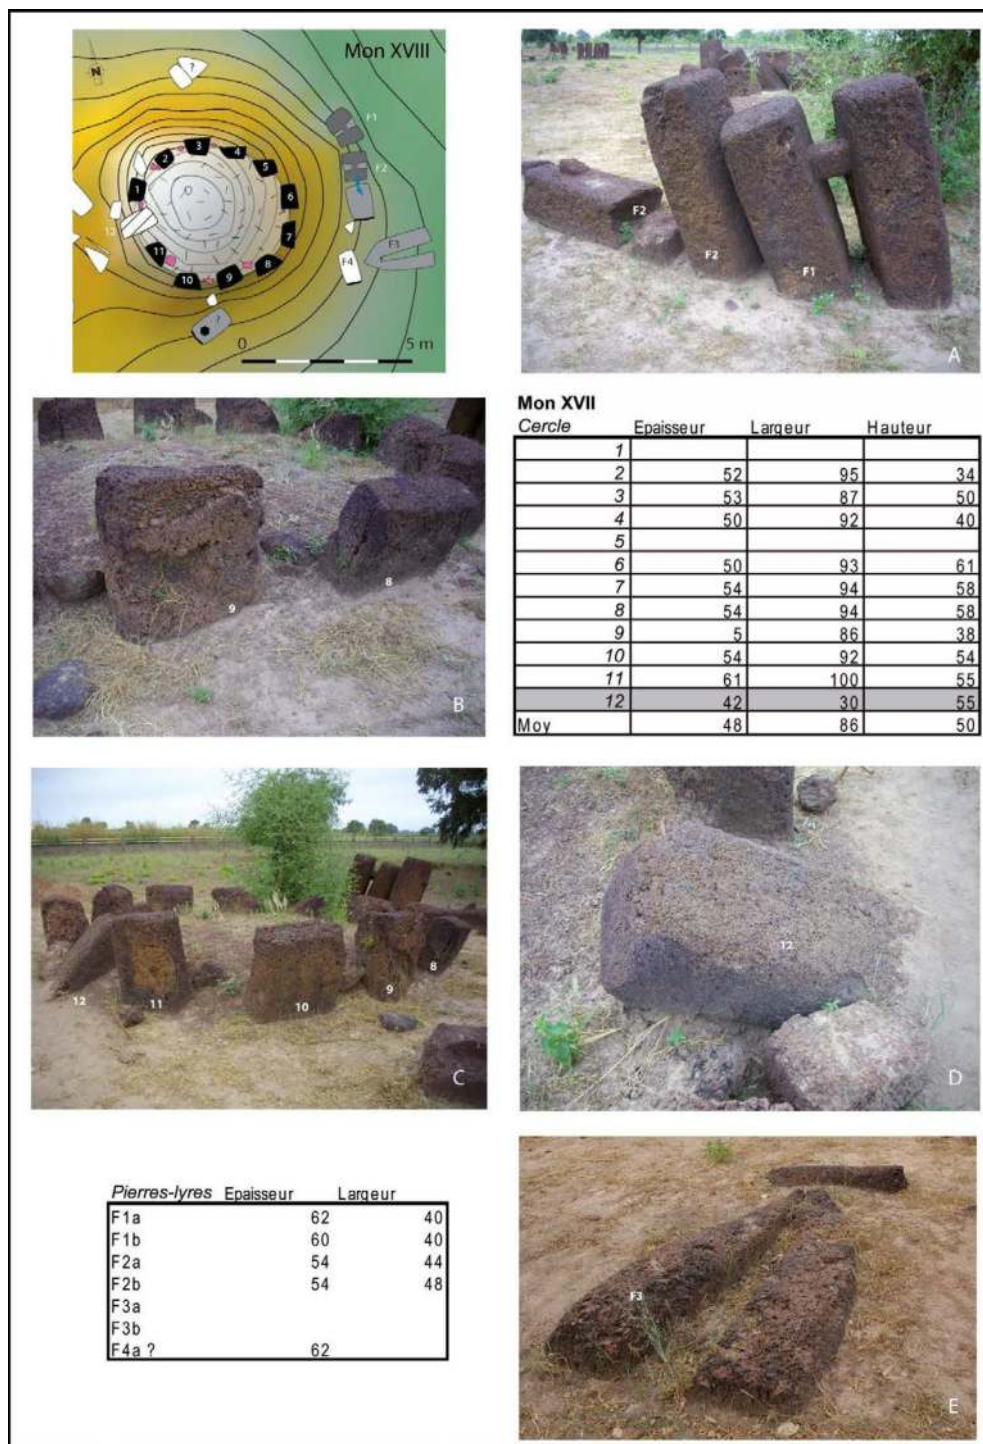 Mon XVIII
N
?
F1
3
2
4
5
F2
1
6
12
7
F3
11
8
F4
10
9
?
0
5 m
F2
F2
F1
A
9
8
B
Mon XVII
Cercle Epaisseur Largeur Hauteur
1
2 52 95 34
3 53 87 50
4 50 92 40
5
6 50 93 61
7 54 94 58
8 54 94 58
9 5 86 38
10 54 92 54
11 61 100 55
12 42 30 55
Moy 48 86 50
12
11
10
9
8
C
12
D
Pierres-lyres Epaisseur Largeur
F1a 62 40
F1b 60 40
F2a 54 44
F2b 54 48
F3a
F3b
F4a ? 62
F3
E